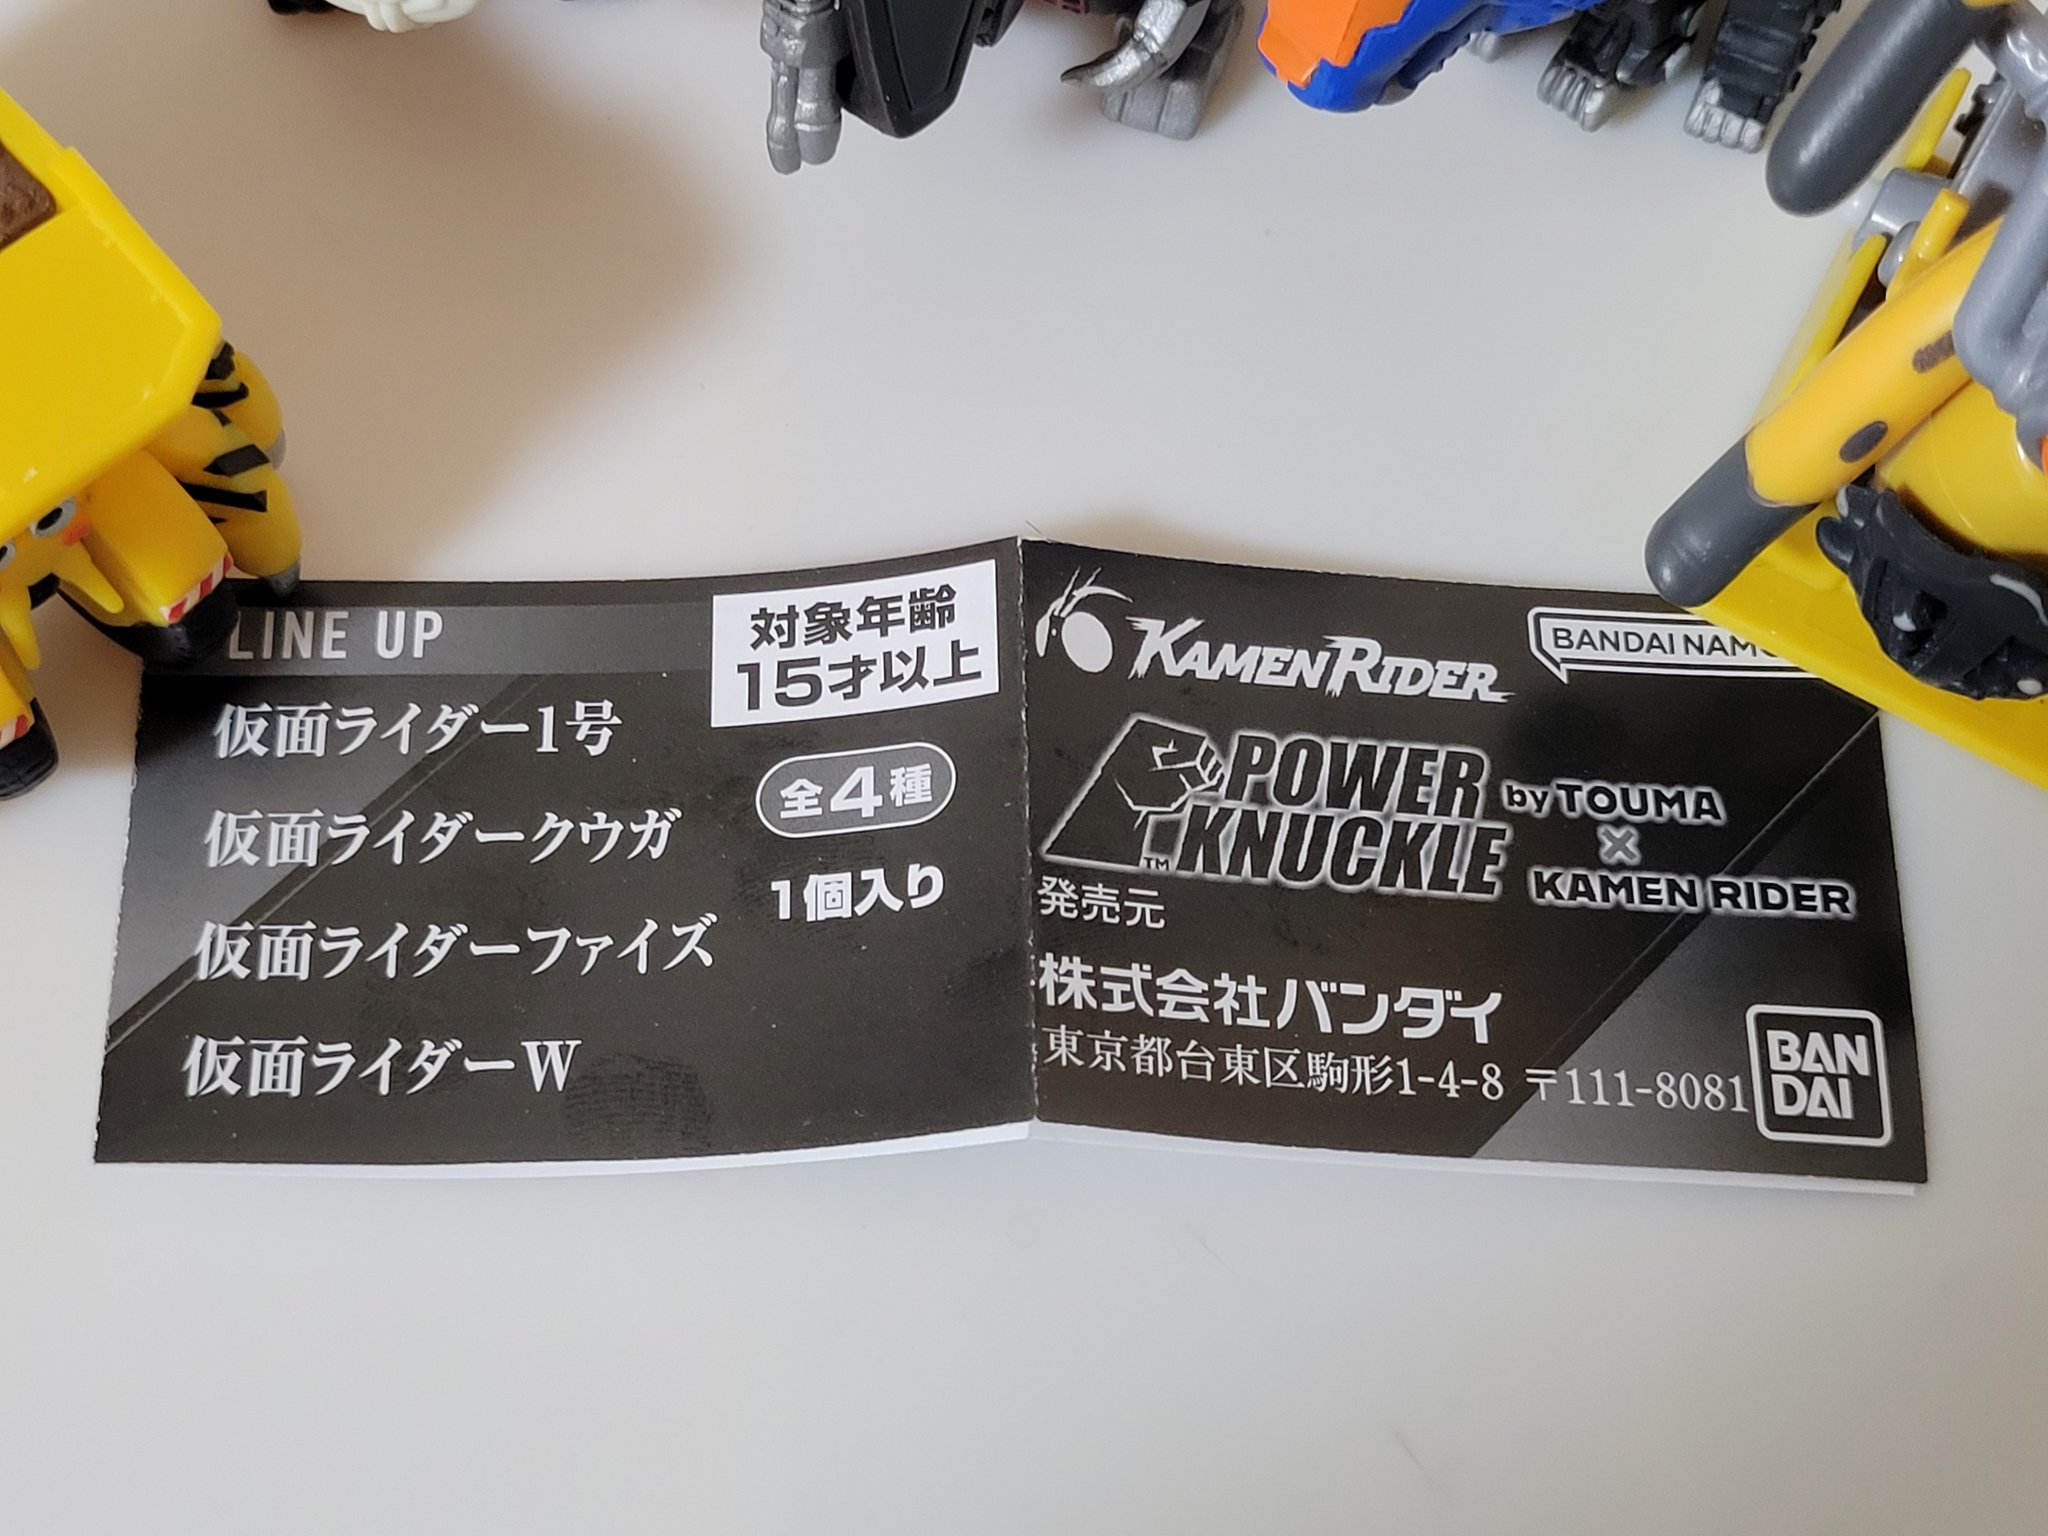 LINE UP
対象年齢
15才以上
仮面ライダー1号
仮面ライダークウガ
仮面ライダーファイズ
仮面ライダーW
全4種
1個入り
KAMEN RIDER
BANDAI
POWER
KNUCKLE
TM
by TOUMA
×
KAMEN RIDER
発売元
株式会社バンダイ
東京都台東区駒形1-4-8 〒111-8081
BAN
DAI